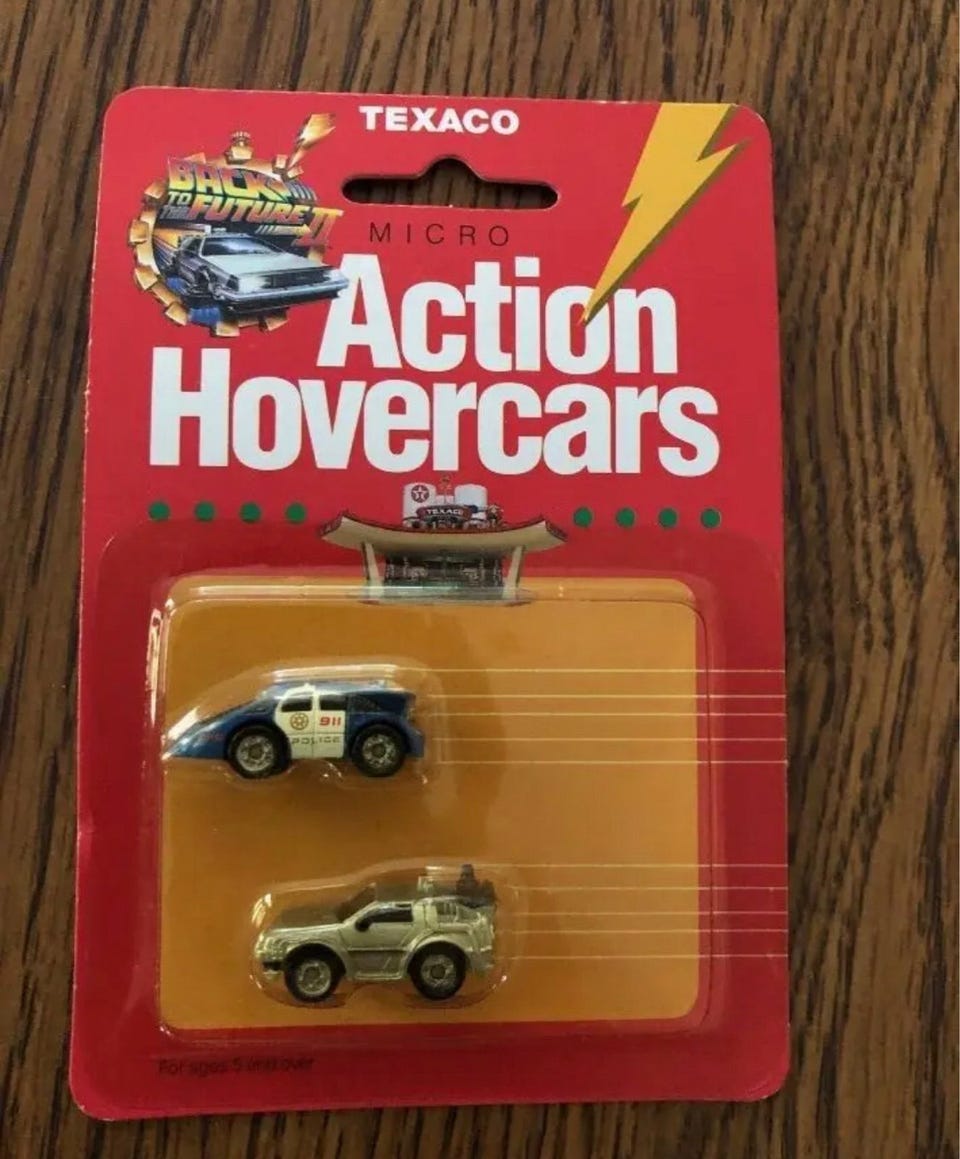 TEXACO
BACK
TO THE FUTURE II
MICRO
Action
Hovercars
TEXACO
911
POLICE
For ages 5 and over